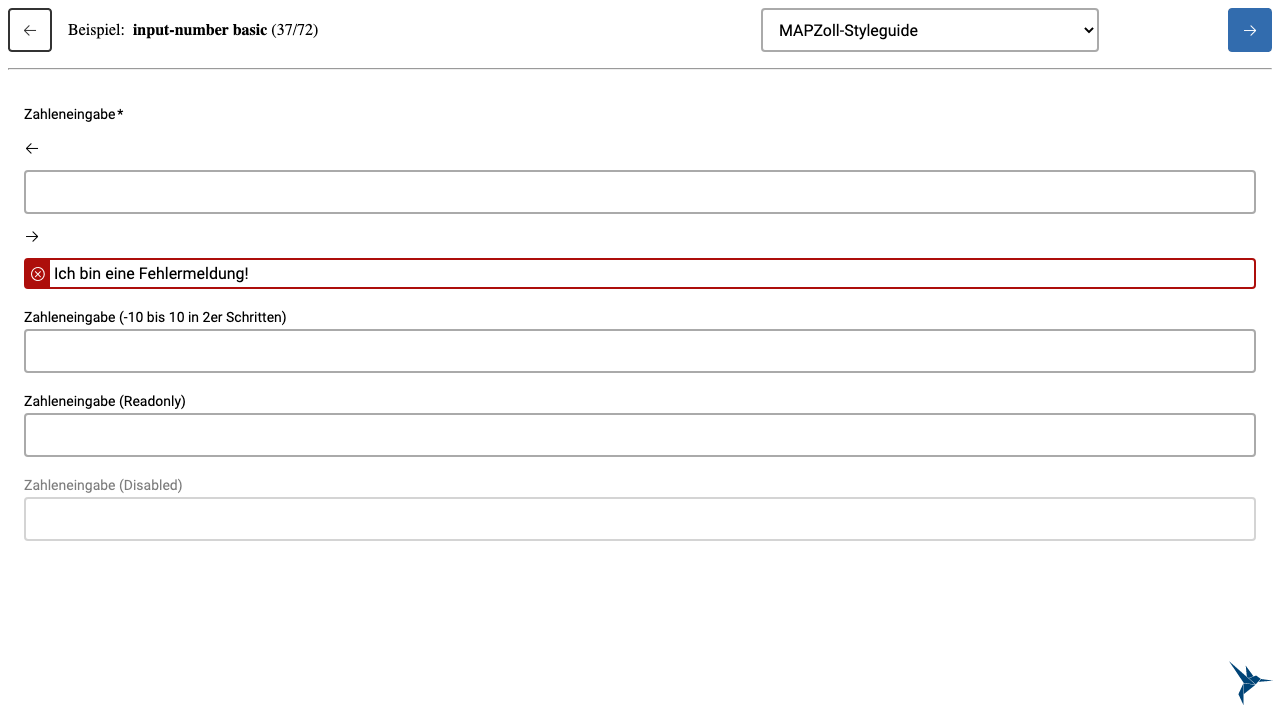 Beispiel: input-number basic (37/72)
MAPZoll-Styleguide
Zahleneingabe*
Ich bin eine Fehlermeldung!
Zahleneingabe (-10 bis 10 in 2er Schritten)
Zahleneingabe (Readonly)
Zahleneingabe (Disabled)